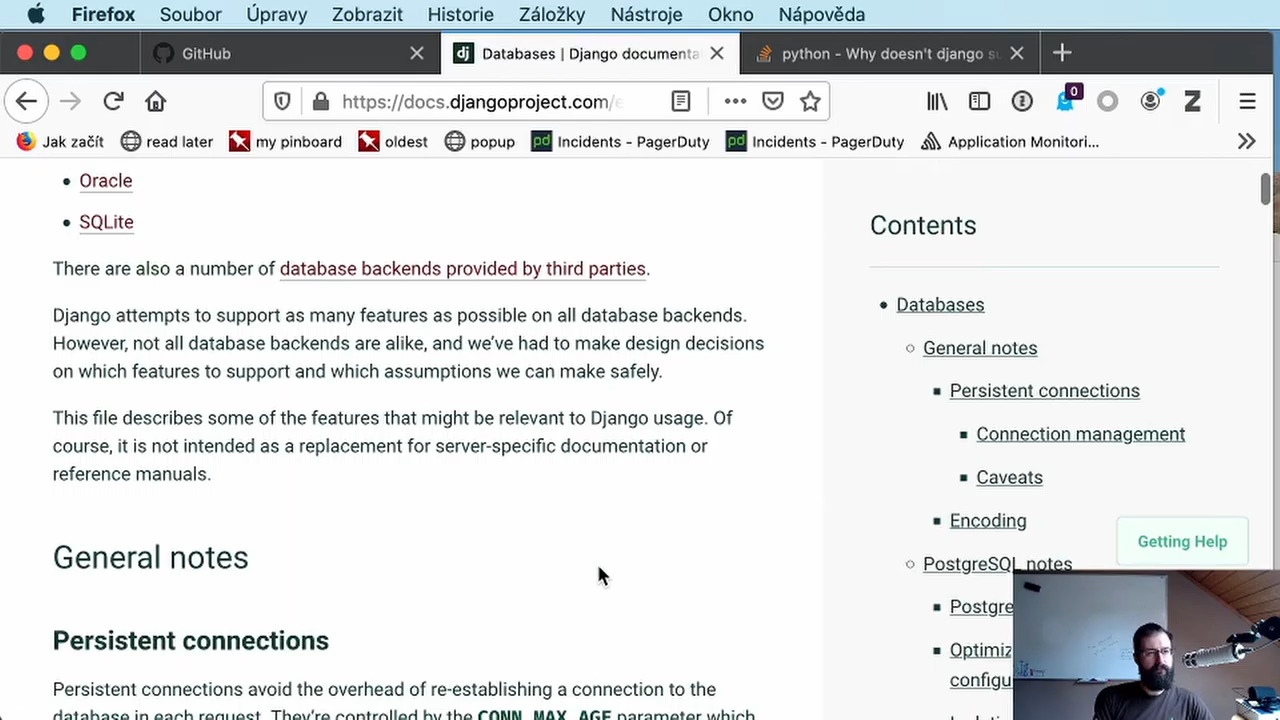 Firefox Soubor Úpravy Zobrazit Historie Záložky Nástroje Okno Nápověda
GitHub
Databases | Django documenta
python - Why doesn't django su
https://docs.djangoproject.com/e
0
Jak začít read later my pinboard oldest popup Incidents - PagerDuty Incidents - PagerDuty Application Monitori...
Oracle
SQLite
There are also a number of database backends provided by third parties.
Django attempts to support as many features as possible on all database backends.
However, not all database backends are alike, and we’ve had to make design decisions
on which features to support and which assumptions we can make safely.
This file describes some of the features that might be relevant to Django usage. Of
course, it is not intended as a replacement for server-specific documentation or
reference manuals.
General notes
Persistent connections
Persistent connections avoid the overhead of re-establishing a connection to the
database in each request. They’re controlled by the CONN_MAX_AGE parameter which
Contents
Databases
General notes
Persistent connections
Connection management
Caveats
Encoding
PostgreSQL notes
Postgre
Optimiz
configu
Getting Help